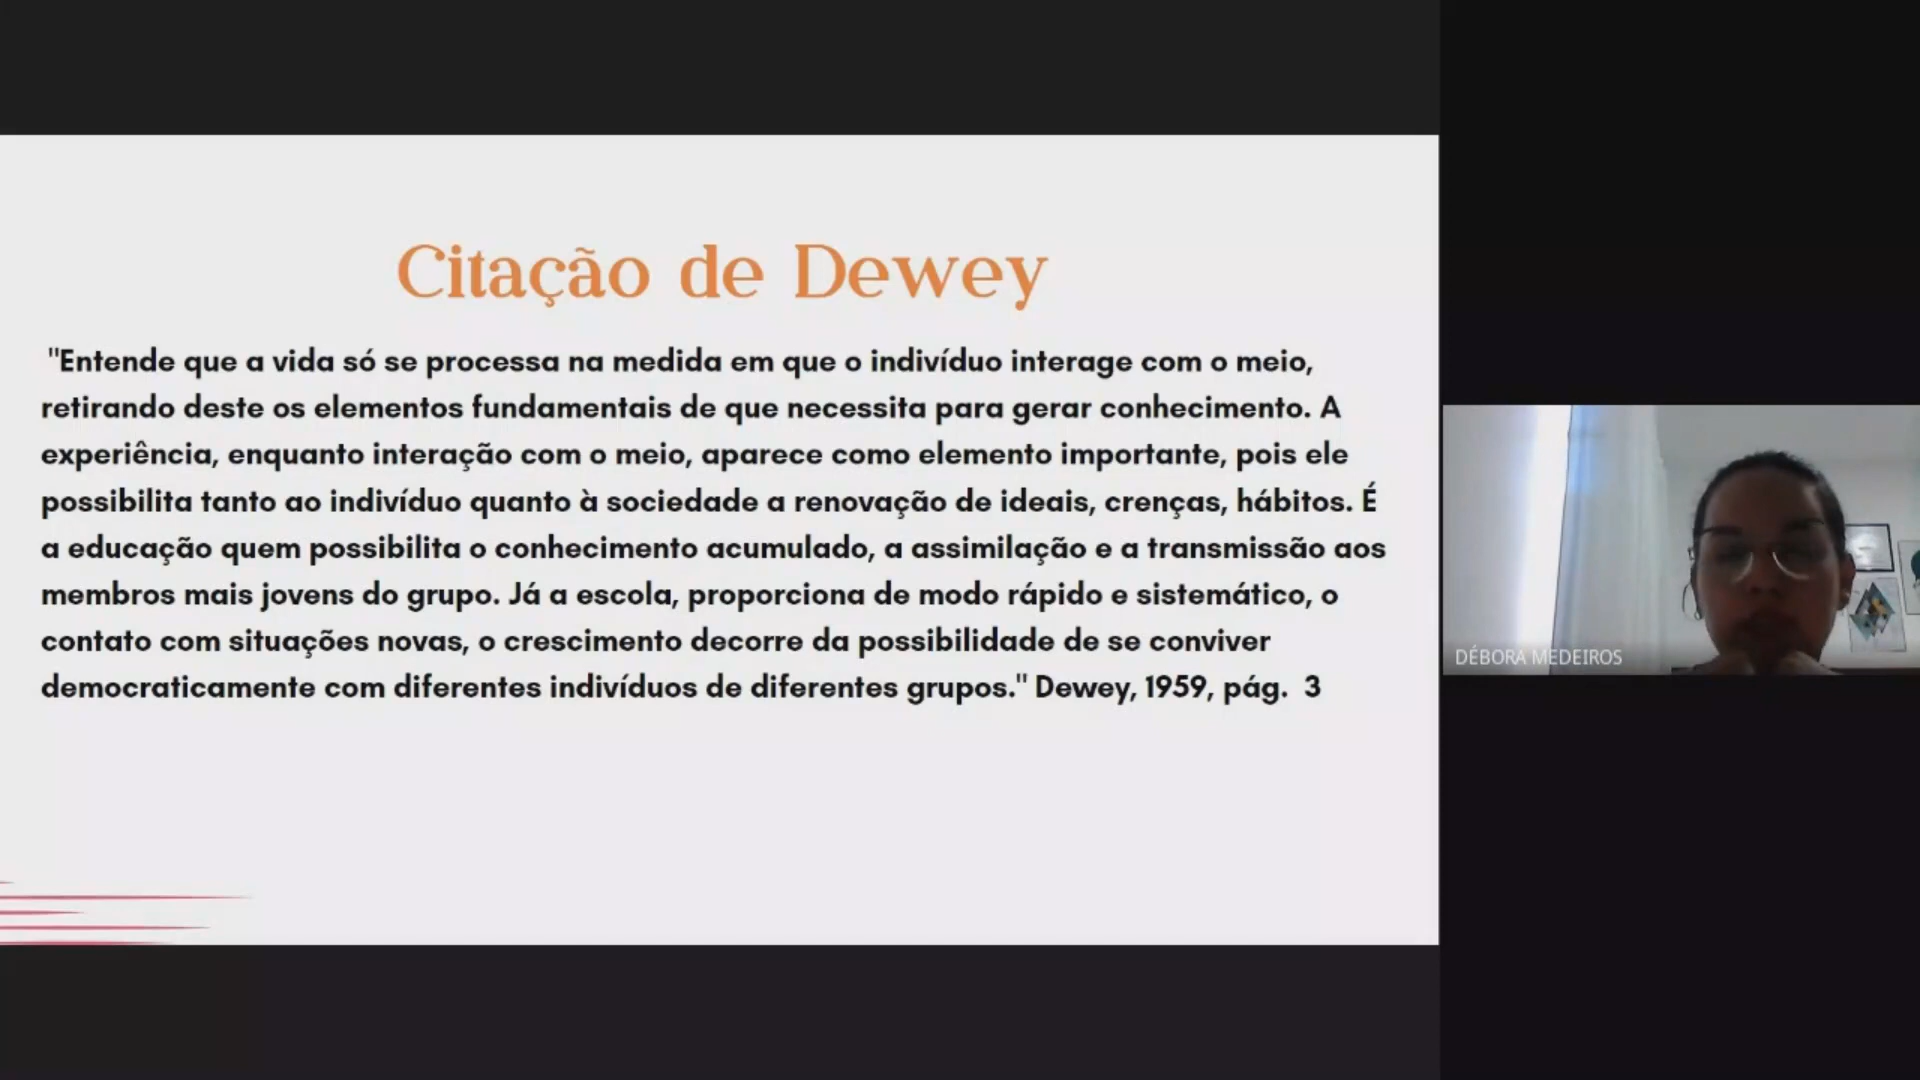 Citação de Dewey
"Entende que a vida só se processa na medida em que o indivíduo interage com o meio,
retirando deste os elementos fundamentais de que necessita para gerar conhecimento. A
experiência, enquanto interação com o meio, aparece como elemento importante, pois ele
possibilita tanto ao indivíduo quanto à sociedade a renovação de ideais, crenças, hábitos. É
a educação quem possibilita o conhecimento acumulado, a assimilação e a transmissão aos
membros mais jovens do grupo. Já a escola, proporciona de modo rápido e sistemático, o
contato com situações novas, o crescimento decorre da possibilidade de se conviver
democraticamente com diferentes indivíduos de diferentes grupos." Dewey, 1959, pág. 3
DÉBORA MEDEIROS